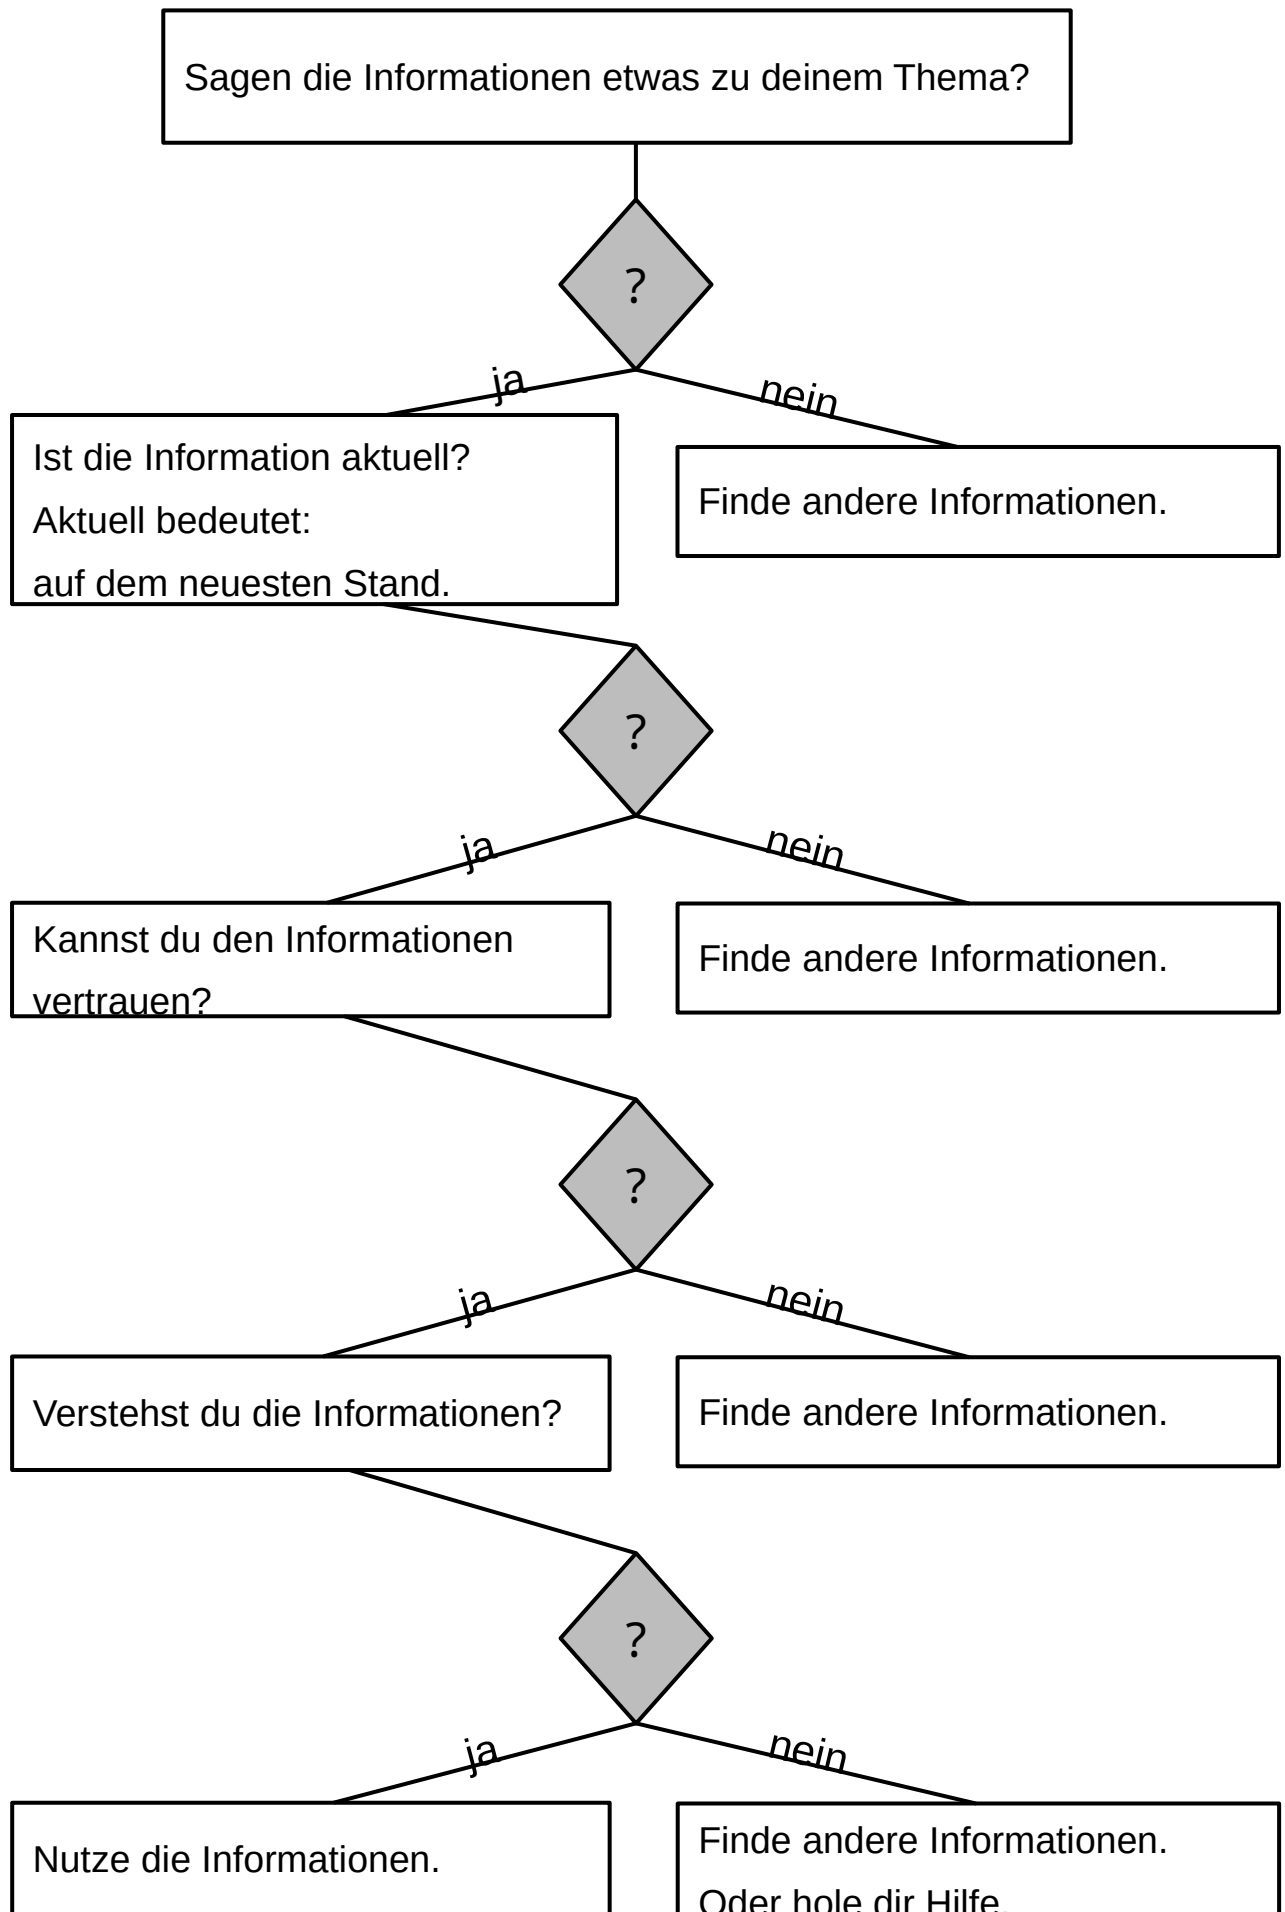 Sagen die Informationen etwas zu deinem Thema?
?
ja
nein
Ist die Information aktuell?
Aktuell bedeutet:
auf dem neuesten Stand.
Finde andere Informationen.
?
ja
nein
Kannst du den Informationen
vertrauen?
Finde andere Informationen.
?
ja
nein
Verstehst du die Informationen?
Finde andere Informationen.
?
ja
nein
Nutze die Informationen.
Finde andere Informationen.
Oder hole dir Hilfe.